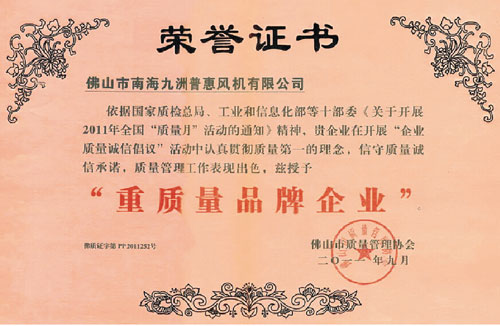 荣誉证书
佛山市南海九洲普惠风机有限公司
依据国家质检总局、工业和信息化部等十部委《关于开展
2011年全国“质量月”活动的通知》精神，贵企业在开展“企业
质量诚信倡议”活动中认真贯彻质量第一的理念，信守质量诚
信承诺，质量管理工作表现出色，兹授予
“重质量品牌企业”
佛质证字第 PP 2011252号
佛山市质量管理协会
二〇一一年九月